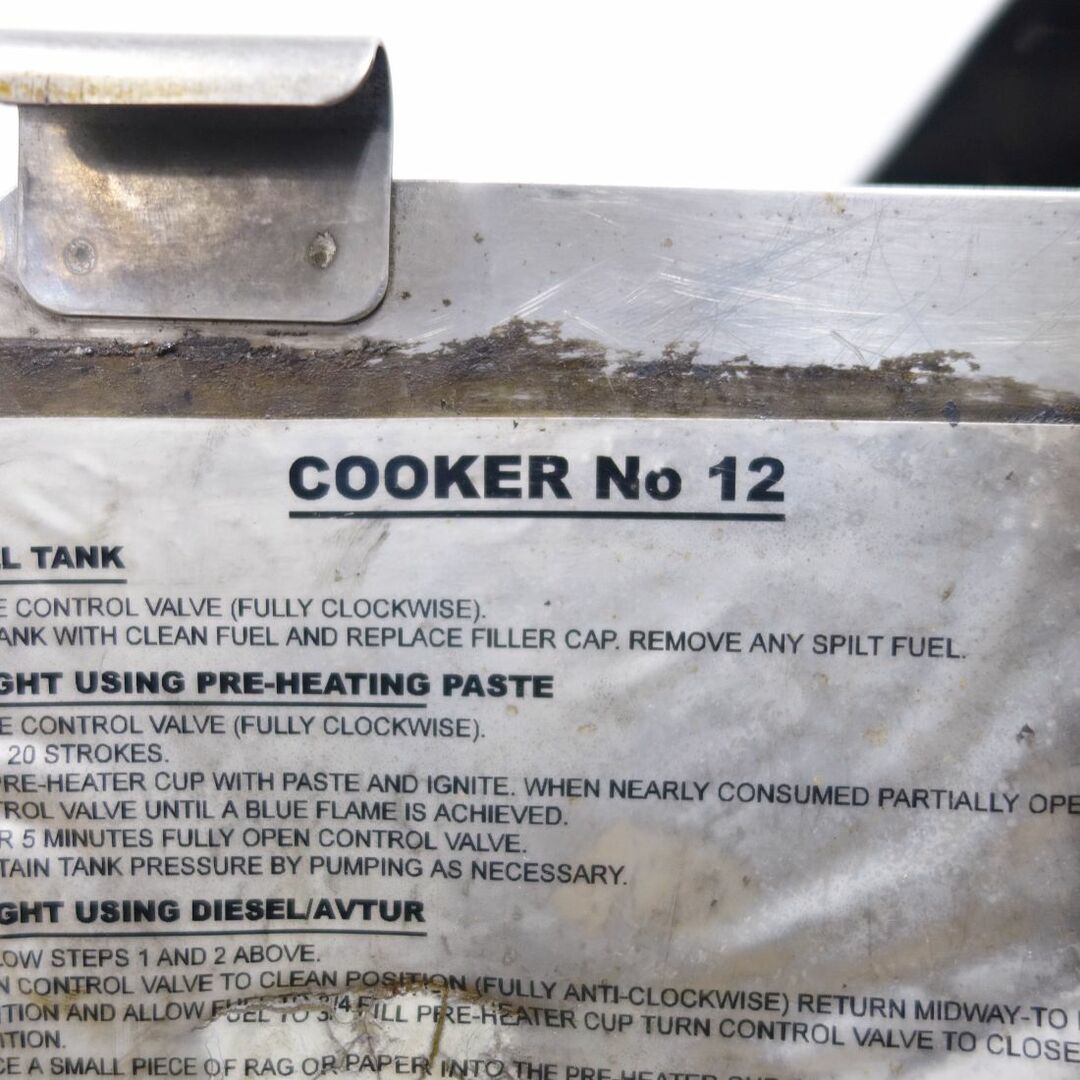 COOKER No 12
L TANK
E CONTROL VALVE (FULLY CLOCKWISE).
ANK WITH CLEAN FUEL AND REPLACE FILLER CAP. REMOVE ANY SPILT FUEL.
GHT USING PRE-HEATING PASTE
E CONTROL VALVE (FULLY CLOCKWISE).
20 STROKES.
PRE-HEATER CUP WITH PASTE AND IGNITE. WHEN NEARLY CONSUMED PARTIALLY OPE
TROL VALVE UNTIL A BLUE FLAME IS ACHIEVED.
R 5 MINUTES FULLY OPEN CONTROL VALVE.
TAIN TANK PRESSURE BY PUMPING AS NECESSARY.
GHT USING DIESEL/AVTUR
LOW STEPS 1 AND 2 ABOVE.
N CONTROL VALVE TO CLEAN POSITION (FULLY ANTI-CLOCKWISE) RETURN MIDWAY-TO
ITION AND ALLOW FUEL TO 3/4 FILL PRE-HEATER CUP TURN CONTROL VALVE TO CLOSE
ITION.
CE A SMALL PIECE OF RAG OR PAPER INTO THE PRE-HEATER